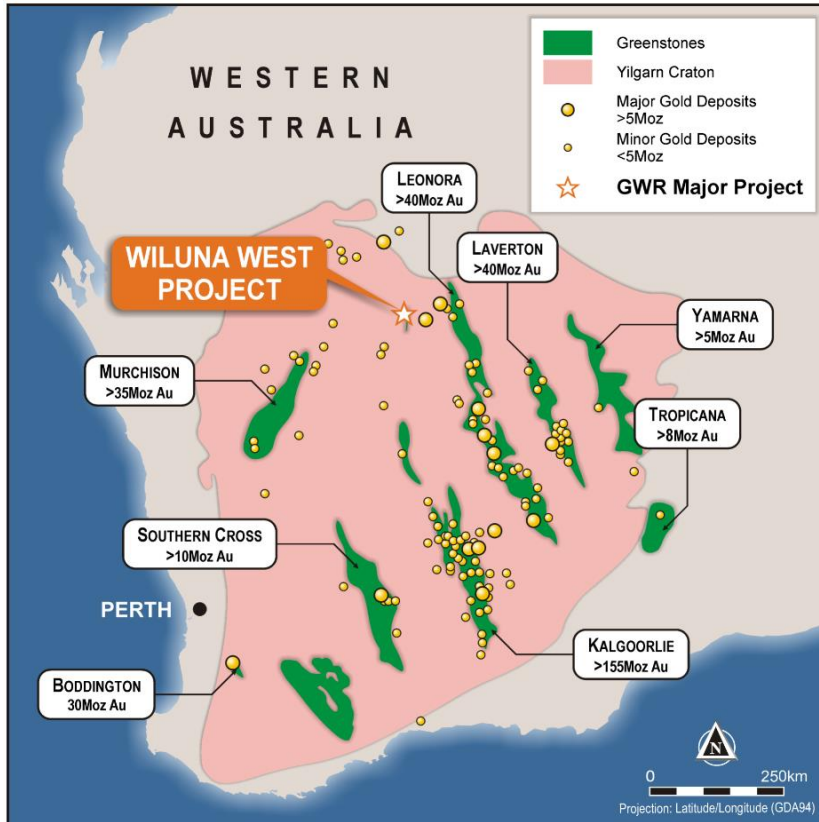 WESTERN
AUSTRALIA
Greenstones
Yilgarn Craton
Major Gold Deposits
>5Moz
Minor Gold Deposits
<5Moz
GWR Major Project
LEONORA
>40Moz Au
WILUNA WEST
PROJECT
LAVERTON
>40Moz Au
YAMARNA
>5Moz Au
MURCHISON
>35Moz Au
TROPICANA
>8Moz Au
SOUTHERN CROSS
>10Moz Au
PERTH
KALGOORLIE
>155Moz Au
BODDINGTON
30Moz Au
N
0 250km
Projection: Latitude/Longitude (GDA94)